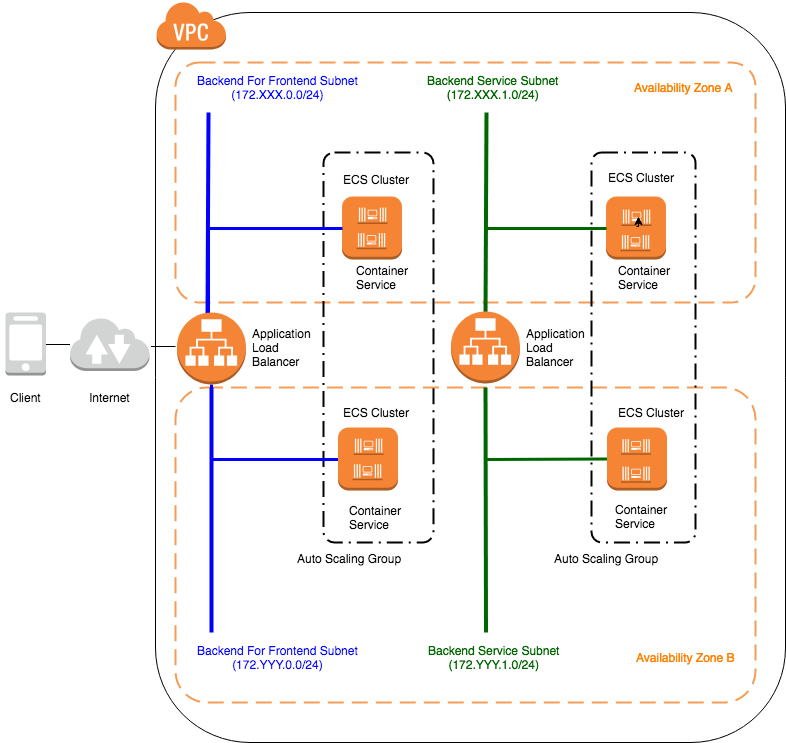 VPC
Backend For Frontend Subnet
(172.XXX.0.0/24)
Backend Service Subnet
(172.XXX.1.0/24)
Availability Zone A
ECS Cluster
Container
Service
ECS Cluster
Container
Service
Application
Load
Balancer
Application
Load
Balancer
Client
Internet
ECS Cluster
Container
Service
ECS Cluster
Container
Service
Auto Scaling Group
Auto Scaling Group
Backend For Frontend Subnet
(172.YYY.0.0/24)
Backend Service Subnet
(172.YYY.1.0/24)
Availability Zone B